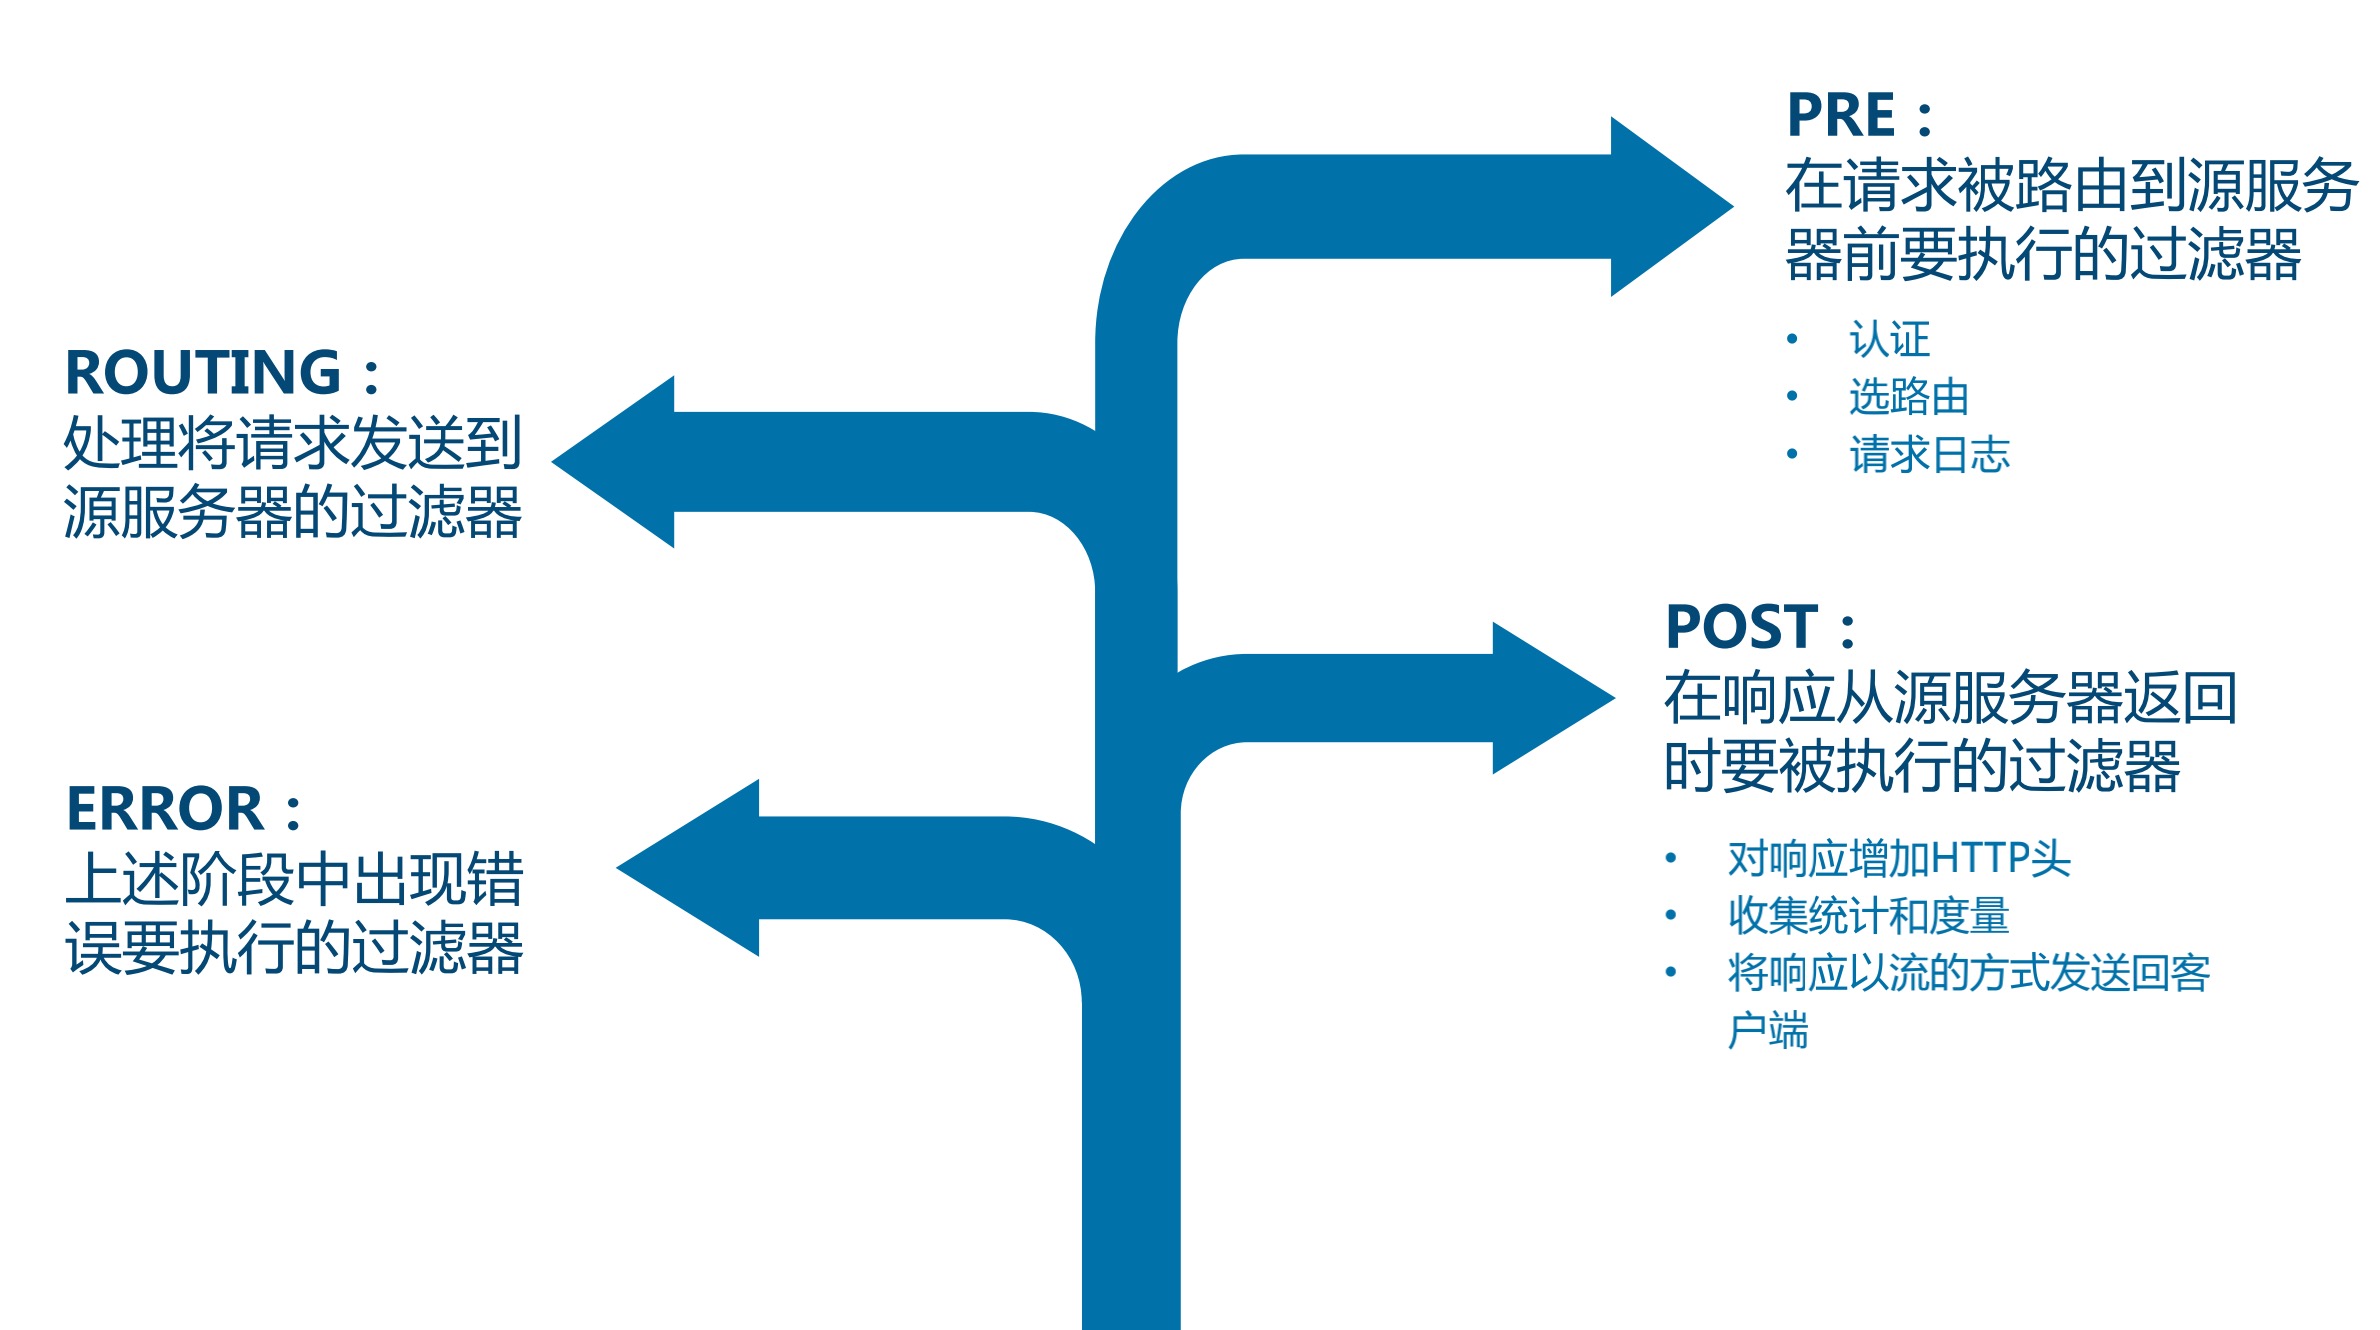 PRE：
在请求被路由到源服务
器前要执行的过滤器
• 认证
• 选路由
• 请求日志
ROUTING：
处理将请求发送到
源服务器的过滤器
POST：
在响应从源服务器返回
时要被执行的过滤器
• 对响应增加HTTP头
• 收集统计和度量
• 将响应以流的方式发送回客
户端
ERROR：
上述阶段中出现错
误要执行的过滤器